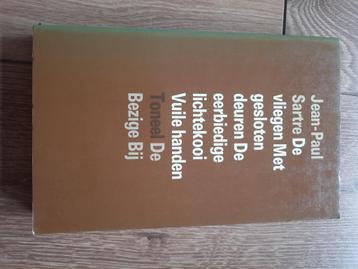 Jean-Paul
Sartre De
vliegen Met
gesloten
deuren De
eerbiedige
lichtekooi
Vuile handen
Toneel De
Bezige Bij